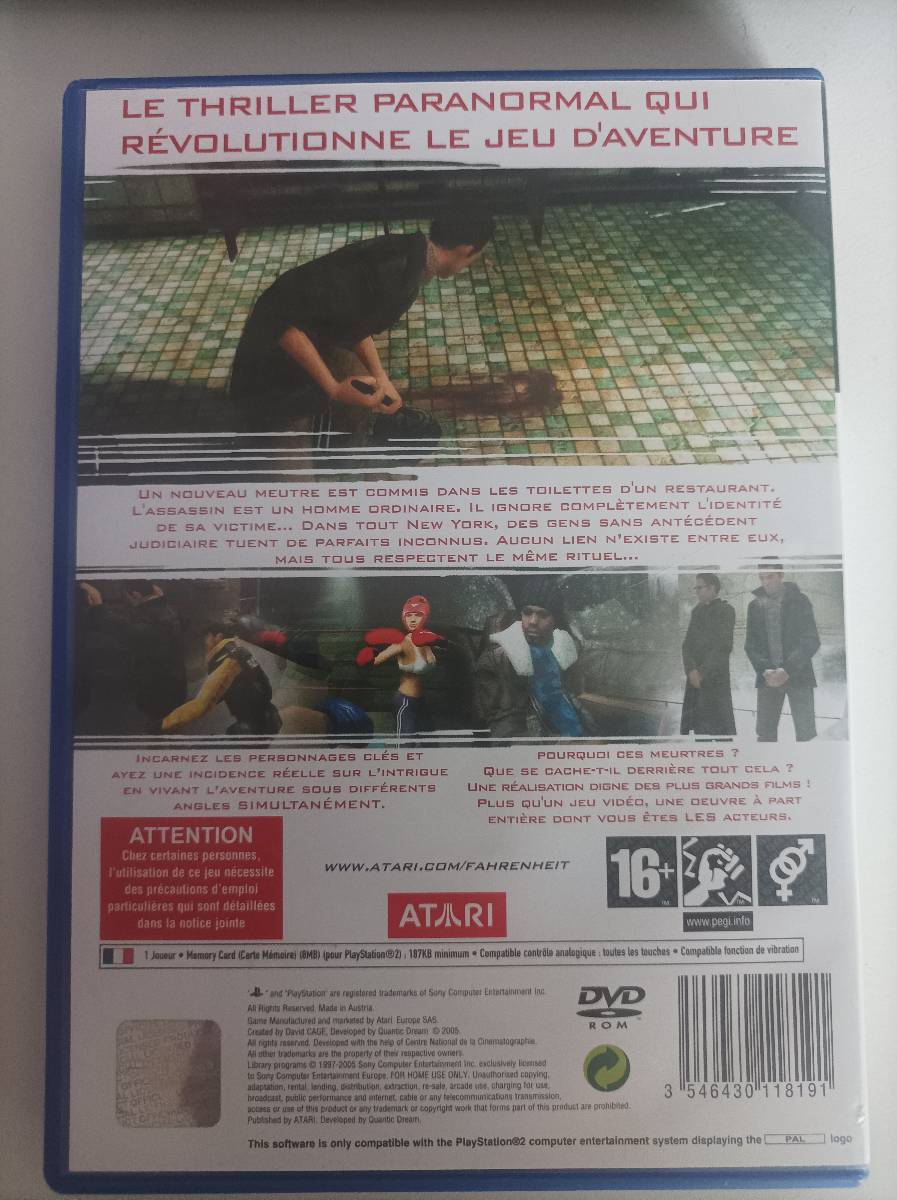 LE THRILLER PARANORMAL QUI
RÉVOLUTIONNE LE JEU D'AVENTURE
UN NOUVEAU MEUTRE EST COMMIS DANS LES TOILETTES D'UN RESTAURANT.
L'ASSASSIN EST UN HOMME ORDINAIRE. IL IGNORE COMPLÈTEMENT L'IDENTITÉ
DE SA VICTIME... DANS TOUT NEW YORK, DES GENS SANS ANTÉCÉDENT
JUDICIAIRE TUENT DE PARFAITS INCONNUS. AUCUN LIEN N'EXISTE ENTRE EUX,
MAIS TOUS RESPECTENT LE MÊME RITUEL...
INCARNEZ LES PERSONNAGES CLÉS ET
AYEZ UNE INCIDENCE RÉELLE SUR L'INTRIGUE
EN VIVANT L'AVENTURE SOUS DIFFÉRENTS
ANGLES SIMULTANÉMENT.
POURQUOI CES MEURTRES ?
QUE SE CACHE-T-IL DERRIÈRE TOUT CELA ?
UNE RÉALISATION DIGNE DES PLUS GRANDS FILMS !
PLUS QU'UN JEU VIDÉO, UNE OEUVRE À PART
ENTIÈRE DONT VOUS ÊTES LES ACTEURS.
ATTENTION
Chez certaines personnes,
l'utilisation de ce jeu nécessite
des précautions d'emploi
particulières qui sont détaillées
dans la notice jointe
WWW.ATARI.COM/FAHRENHEIT
ATARI
16+
www.pegi.info
1 Joueur • Memory Card (Carte Mémoire) (8MB) (pour PlayStation®2) : 187KB minimum • Compatible contrôle analogique : toutes les touches • Compatible fonction de vibration
" " and "PlayStation" are registered trademarks of Sony Computer Entertainment Inc.
All Rights Reserved. Made in Austria.
Game Manufactured and marketed by Atari Europe SAS.
Created by David CAGE, Developed by Quantic Dream © 2005.
All rights reserved. Developed with the help of Centre National de la Cinematographie.
All other trademarks are the property of their respective owners.
Library programs © 1997-2005 Sony Computer Entertainment Inc. exclusively licensed
to Sony Computer Entertainment Europe. FOR HOME USE ONLY. Unauthorised copying,
adaptation, rental, lending, distribution, extraction, re-sale, arcade use, charging for use,
broadcast, public performance and internet, cable or any telecommunications transmission,
access or use of this product or any trademark or copyright work that forms part of this product are prohibited.
Published by ATARI. Developed by Quantic Dream.
DVD
ROM
3 546430 118191
This software is only compatible with the PlayStation®2 computer entertainment system displaying the PAL logo